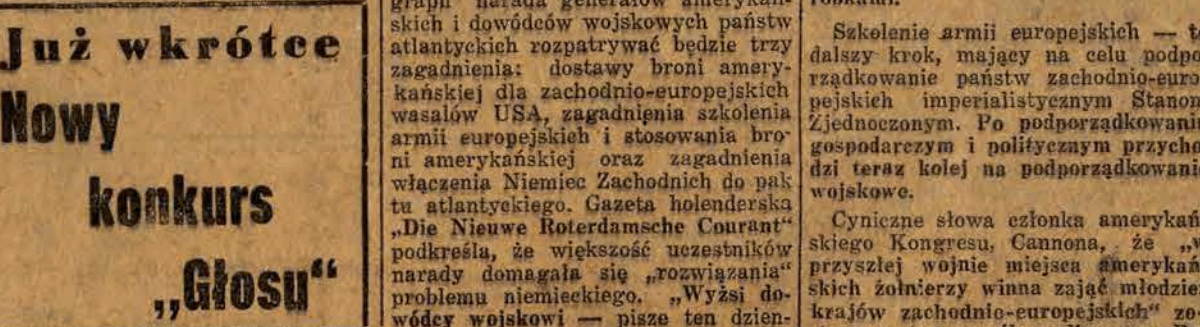 Już wkrótce
Nowy
konkurs
„Głosu“
skich i dowódców wojskowych państw
atlantyckich rozpatrywać będzie trzy
zagadnienia: dostawy broni amery-
kańskiej dla zachodnio-europejskich
wasalów USA, zagadnienia szkolenia
armii europejskich i stosowania bro-
ni amerykańskiej oraz zagadnienia
włączenia Niemiec Zachodnich do pak
tu atlantyckiego. Gazeta holenderska
„Die Nieuwe Roterdamsche Courant“
podkreśla, że większość uczestników
narady domagała się „rozwiązania“
problemu niemieckiego. „Wyżsi do-
wódcy wojskowi — pisze ten dzien-
Szkolenie armii europejskich —
dalszy krok, mający na celu podpo
rządkowanie państw zachodnio-euro
pejskich imperialistycznym Stanom
Zjednoczonym. Po podporządkowani
gospodarczym i politycznym przycho
dzi teraz kolej na podporządkowani
wojskowe.
Cyniczne słowa członka amerykań
skiego Kongresu, Cannona, że
przyszłej wojnie miejsca amerykań
skich żołnierzy winna zająć młodzie
krajów zachodnio-europejskich“